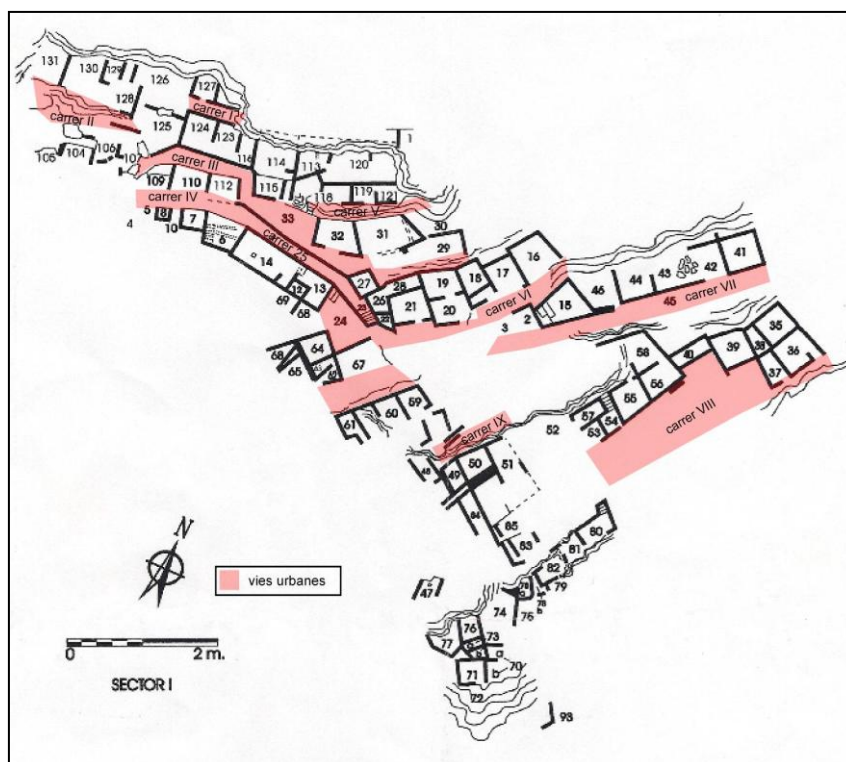 131 130 129 126 127
128 carrer I
carrer II 125 124 123
105 104 106 107 116 114 113 120 1
carrer III
109 110 112 115 118 119 121
carrer IV 33 carrer V
4 5 8 10 7 6 32 31 30
carrer 25 29
14 12 13 27 28 19 18 17 16
69 68 24 26 21 20 carrer VI
22 3 2 15 46 44 43 42 41
45 carrer VII
68 65 64 67
58 40 39 38 35
36 37
61 60 59 57 55 56
53 54 carrer VIII
carrer IX 52
48 49 50 51
84 85 83
80 81 82 79
47 74 75 78 b
76 77 73 a
71 b 70
72
93
N
vies urbanes
0 2 m.
SECTOR I